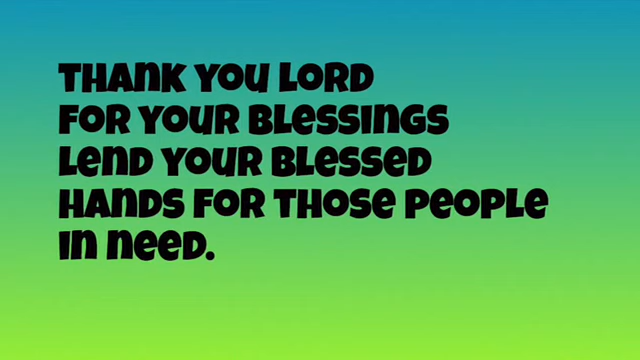 THANK YOU LORD
FOR YOUR BLESSINGS
LEND YOUR BLESSED
HANDS FOR THOSE PEOPLE
IN NEED.